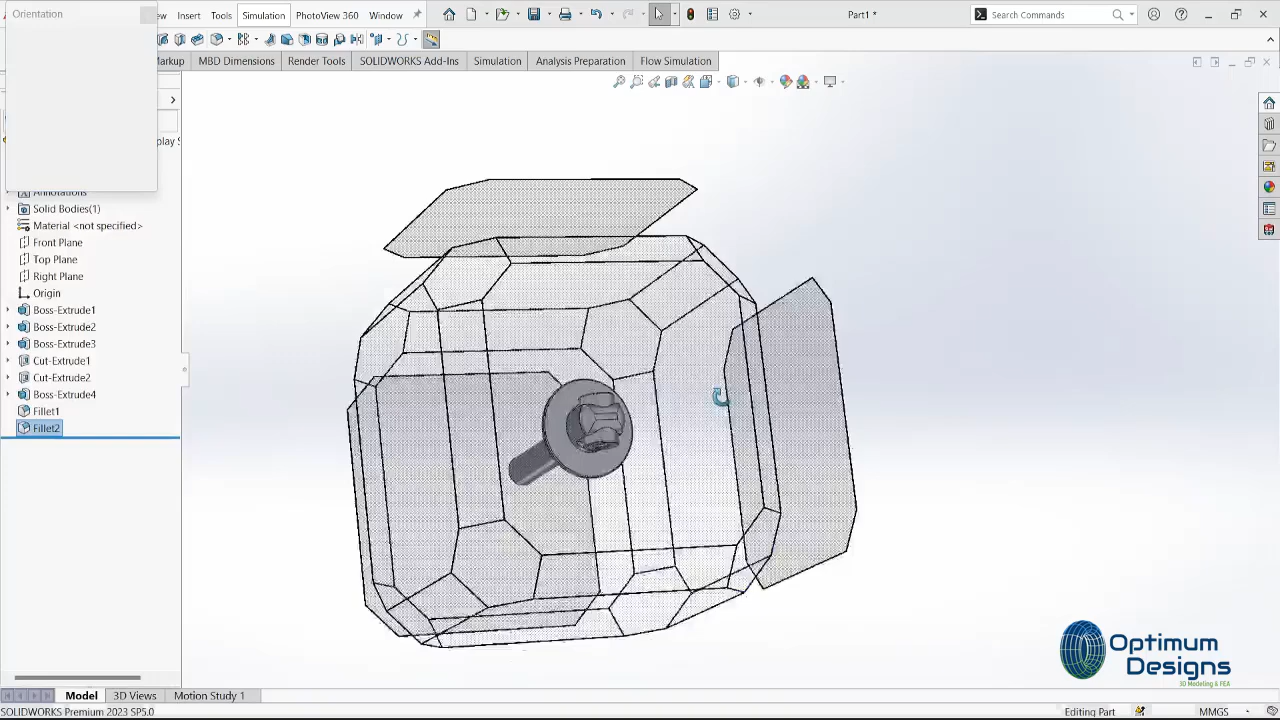 Orientation
ew
Insert
Tools
Simulation
PhotoView 360
Window
Part1 *
Search Commands
arkup
MBD Dimensions
Render Tools
SOLIDWORKS Add-Ins
Simulation
Analysis Preparation
Flow Simulation
play S
Annotations
Solid Bodies(1)
Material <not specified>
Front Plane
Top Plane
Right Plane
Origin
Boss-Extrude1
Boss-Extrude2
Boss-Extrude3
Cut-Extrude1
Cut-Extrude2
Boss-Extrude4
Fillet1
Fillet2
Optimum
Designs
3D Modeling & FEA
Model
3D Views
Motion Study 1
SOLIDWORKS Premium 2023 SP5.0
Editing Part
MMGS